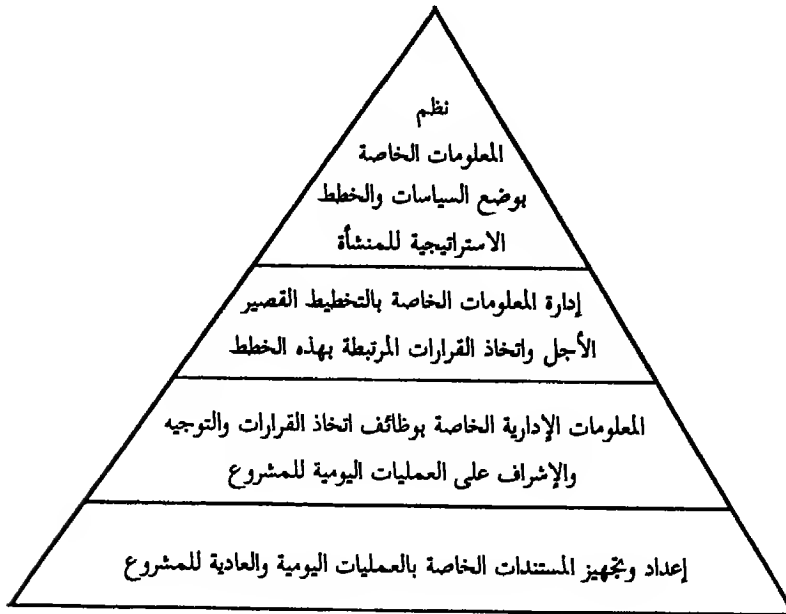 نظم
المعلومات الخاصة
بوضع السياسات والخطط
الاستراتيجية للمنشأة
إدارة المعلومات الخاصة بالتخطيط القصير
الأجل واتخاذ القرارات المرتبطة بهذه الخطط
المعلومات الإدارية الخاصة بوظائف اتخاذ القرارات والتوجيه
والإشراف على العمليات اليومية للمشروع
إعداد وتجهيز المستندات الخاصة بالعمليات اليومية والعادية للمشروع